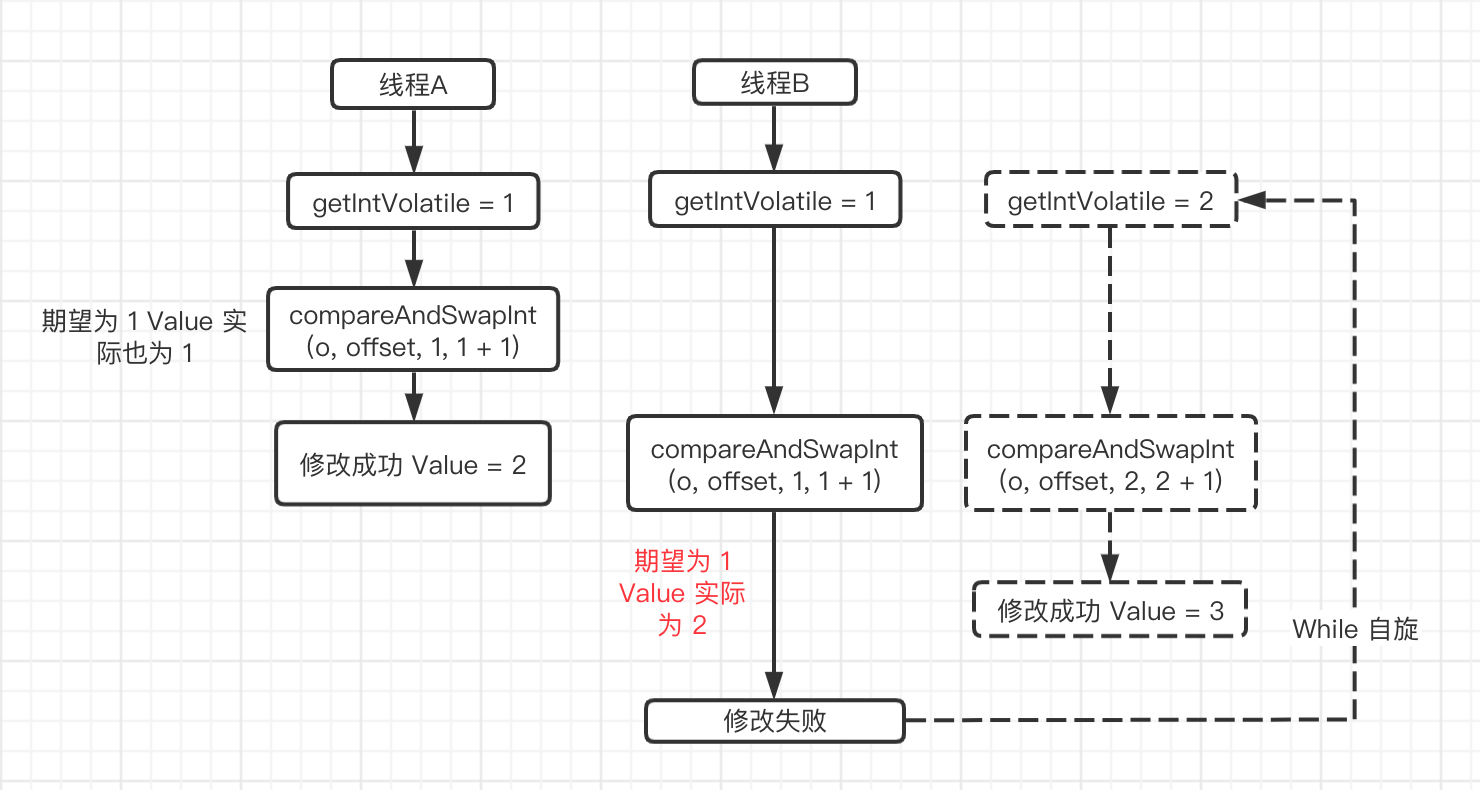 线程A
getIntVolatile = 1
期望为 1 Value 实
际也为 1
compareAndSwapInt
(o, offset, 1, 1 + 1)
修改成功 Value = 2
线程B
getIntVolatile = 1
compareAndSwapInt
(o, offset, 1, 1 + 1)
期望为 1
Value 实际
为 2
修改失败
getIntVolatile = 2
compareAndSwapInt
(o, offset, 2, 2 + 1)
修改成功 Value = 3
While 自旋